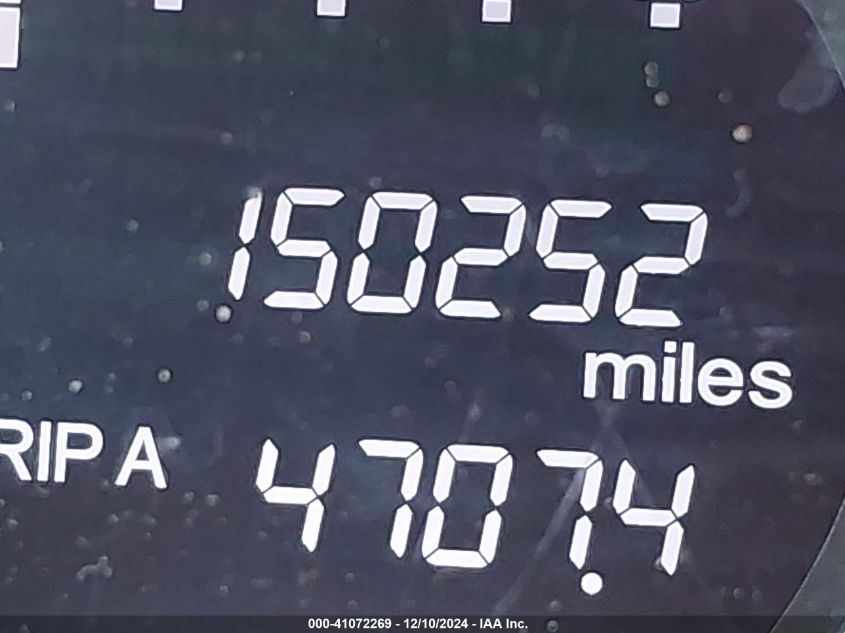 150252
miles
RIP A 4707.4
000-41072269 - 12/10/2024 - IAA Inc.